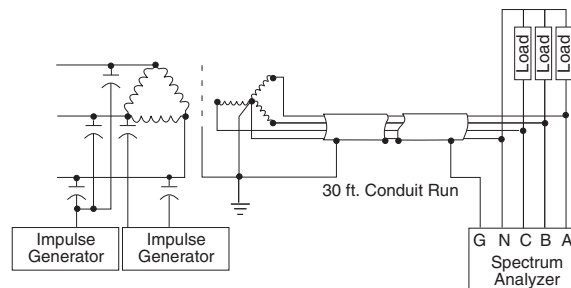 Load
Load
Load
30 ft. Conduit Run
G N C B A
Impulse
Generator
Impulse
Generator
Spectrum
Analyzer